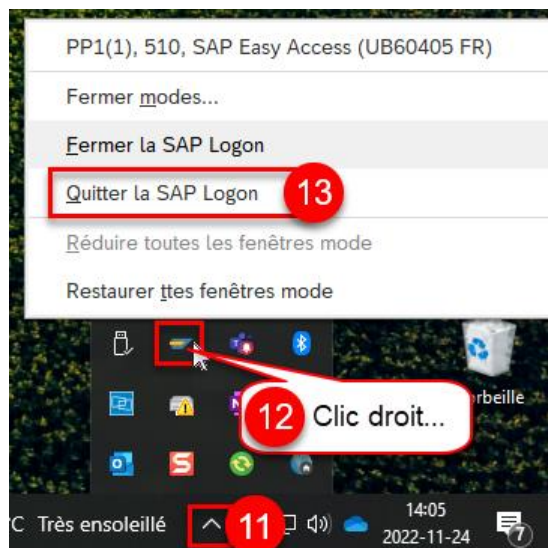 PP1(1), 510, SAP Easy Access (UB60405 FR)
Fermer modes...
Fermer la SAP Logon
Quitter la SAP Logon
13
Réduire toutes les fenêtres mode
Restaurer ttes fenêtres mode
12 Clic droit...
rbeille
C Très ensoleillé
11
14:05
2022-11-24
7